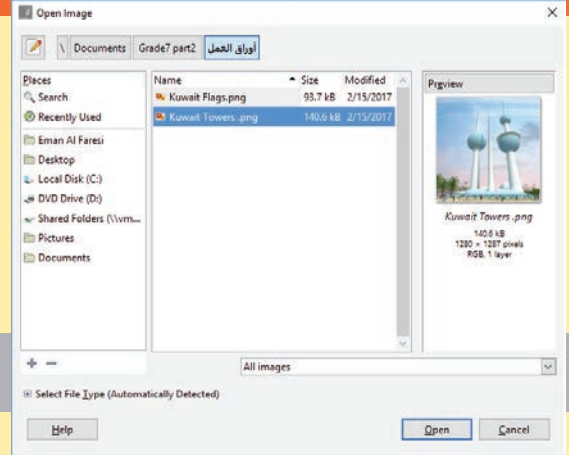 Open Image
\ Documents Grade7 part2 أوراق العمل
Places
Search
Recently Used
Eman Al Faresi
Desktop
Local Disk (C:)
DVD Drive (D:)
Shared Folders (\\vm...
Pictures
Documents
Name Size Modified
Kuwait Flags.png 93.7 kB 2/15/2017
Kuwait Towers .png 140.6 kB 2/15/2017
Preview
Kuwait Towers .png
140.6 kB
1280 × 1287 pixels
RGB, 1 layer
All images
Select File Type (Automatically Detected)
Help Open Cancel